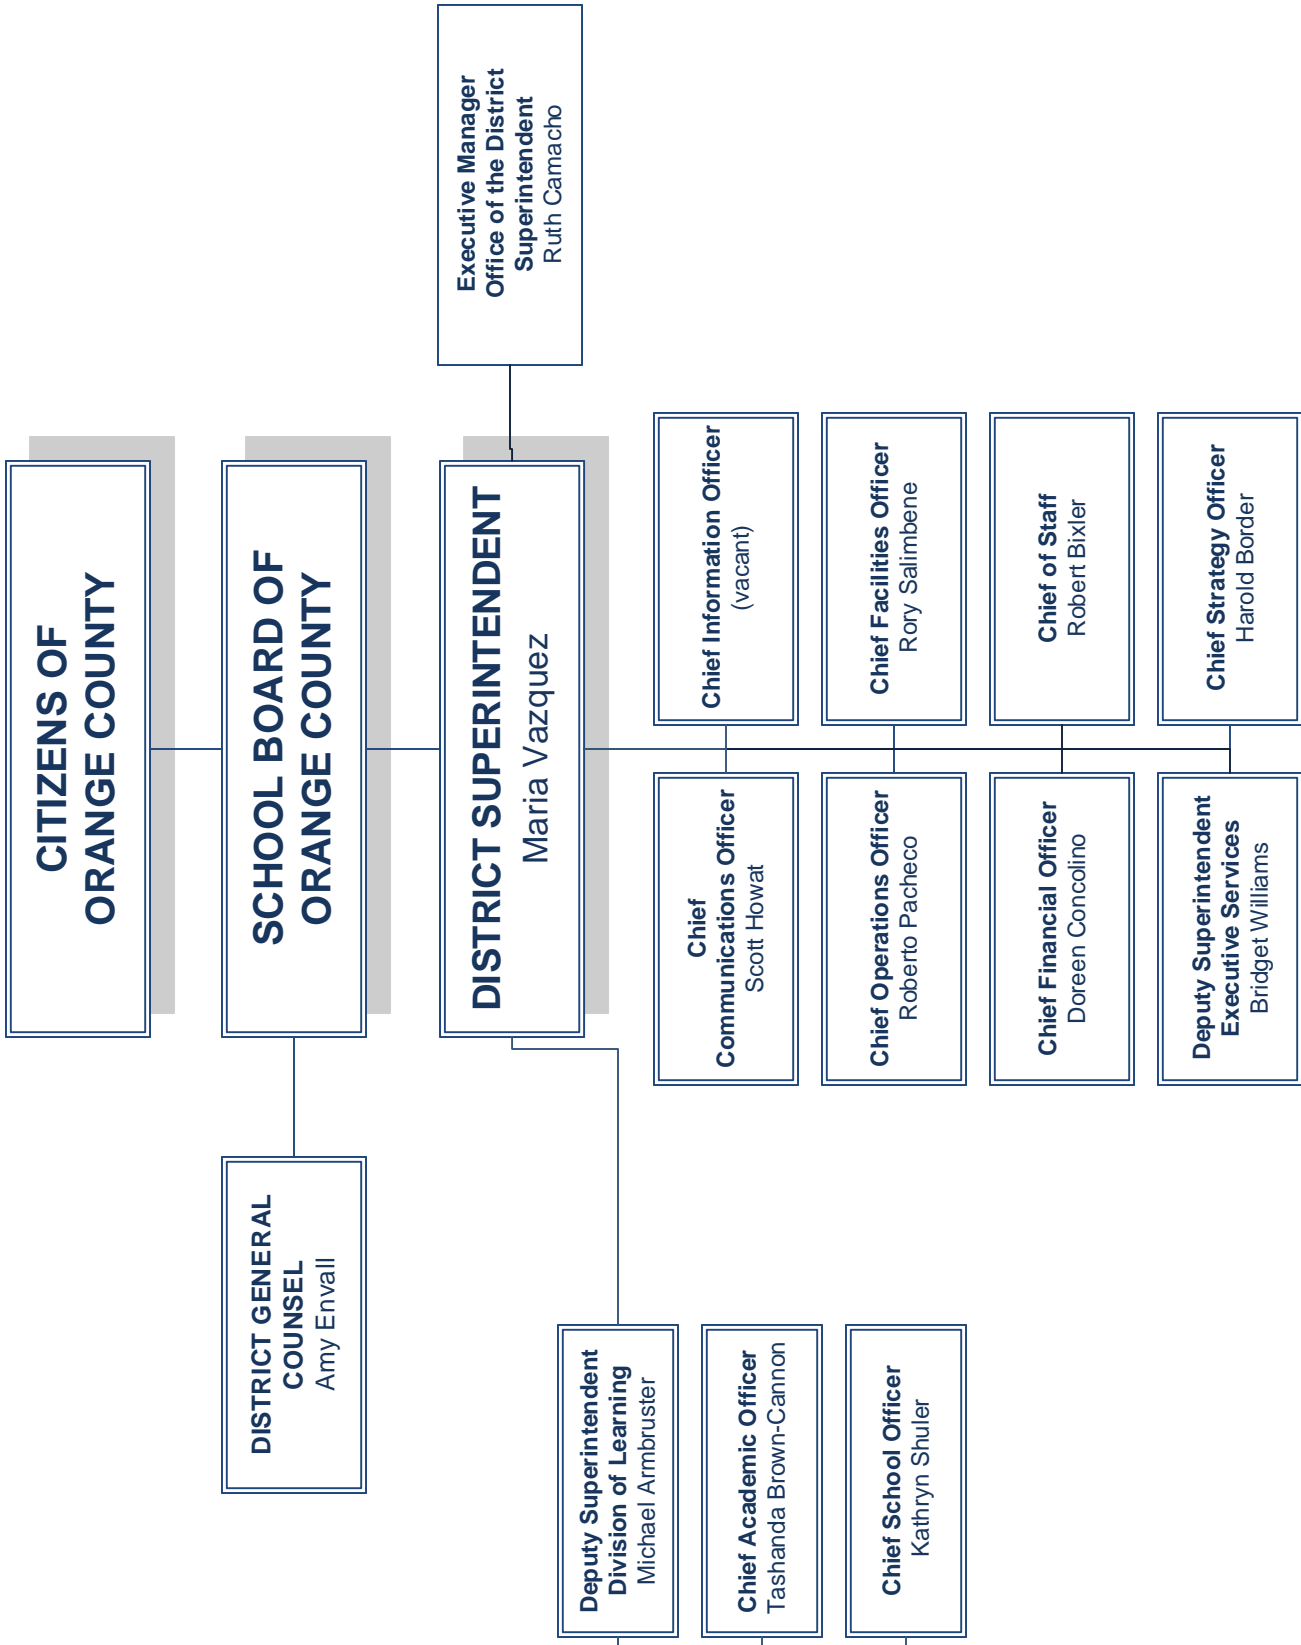 CITIZENS OF
ORANGE COUNTY
SCHOOL BOARD OF
ORANGE COUNTY
DISTRICT GENERAL
COUNSEL
Amy Envall
DISTRICT SUPERINTENDENT
Maria Vazquez
Executive Manager
Office of the District
Superintendent
Ruth Camacho
Deputy Superintendent
Division of Learning
Michael Armbruster
Chief Academic Officer
Tashanda Brown-Cannon
Chief School Officer
Kathryn Shuler
Chief
Communications Officer
Scott Howat
Chief Information Officer
(vacant)
Chief Operations Officer
Roberto Pacheco
Chief Facilities Officer
Rory Salimbene
Chief Financial Officer
Doreen Concolino
Chief of Staff
Robert Bixler
Deputy Superintendent
Executive Services
Bridget Williams
Chief Strategy Officer
Harold Border